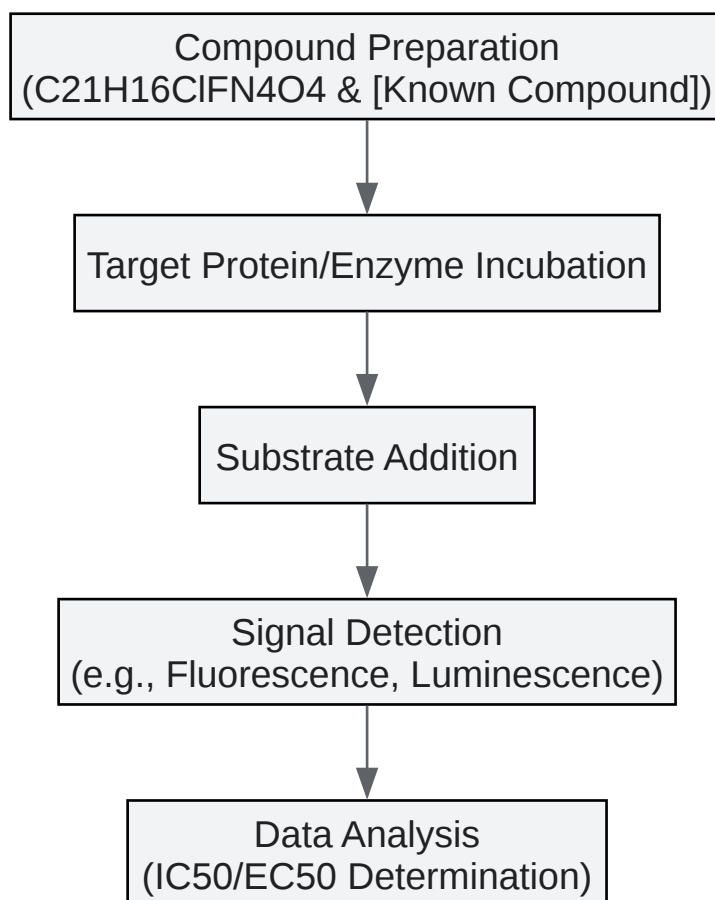 Compound Preparation
(C21H16ClFN4O4 & [Known Compound])
Target Protein/Enzyme Incubation
Substrate Addition
Signal Detection
(e.g., Fluorescence, Luminescence)
Data Analysis
(IC50/EC50 Determination)